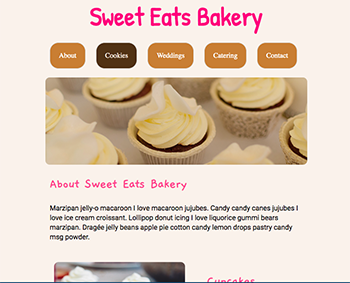 Sweet Eats Bakery
About Cookies Weddings Catering Contact
About Sweet Eats Bakery
Marzipan jelly-o macaroon I love macaroon jujubes. Candy candy canes jujubes I
love ice cream croissant. Lollipop donut icing I love liquorice gummi bears
marzipan. Dragée jelly beans apple pie cotton candy lemon drops pastry candy
msg powder.
Cupcakes